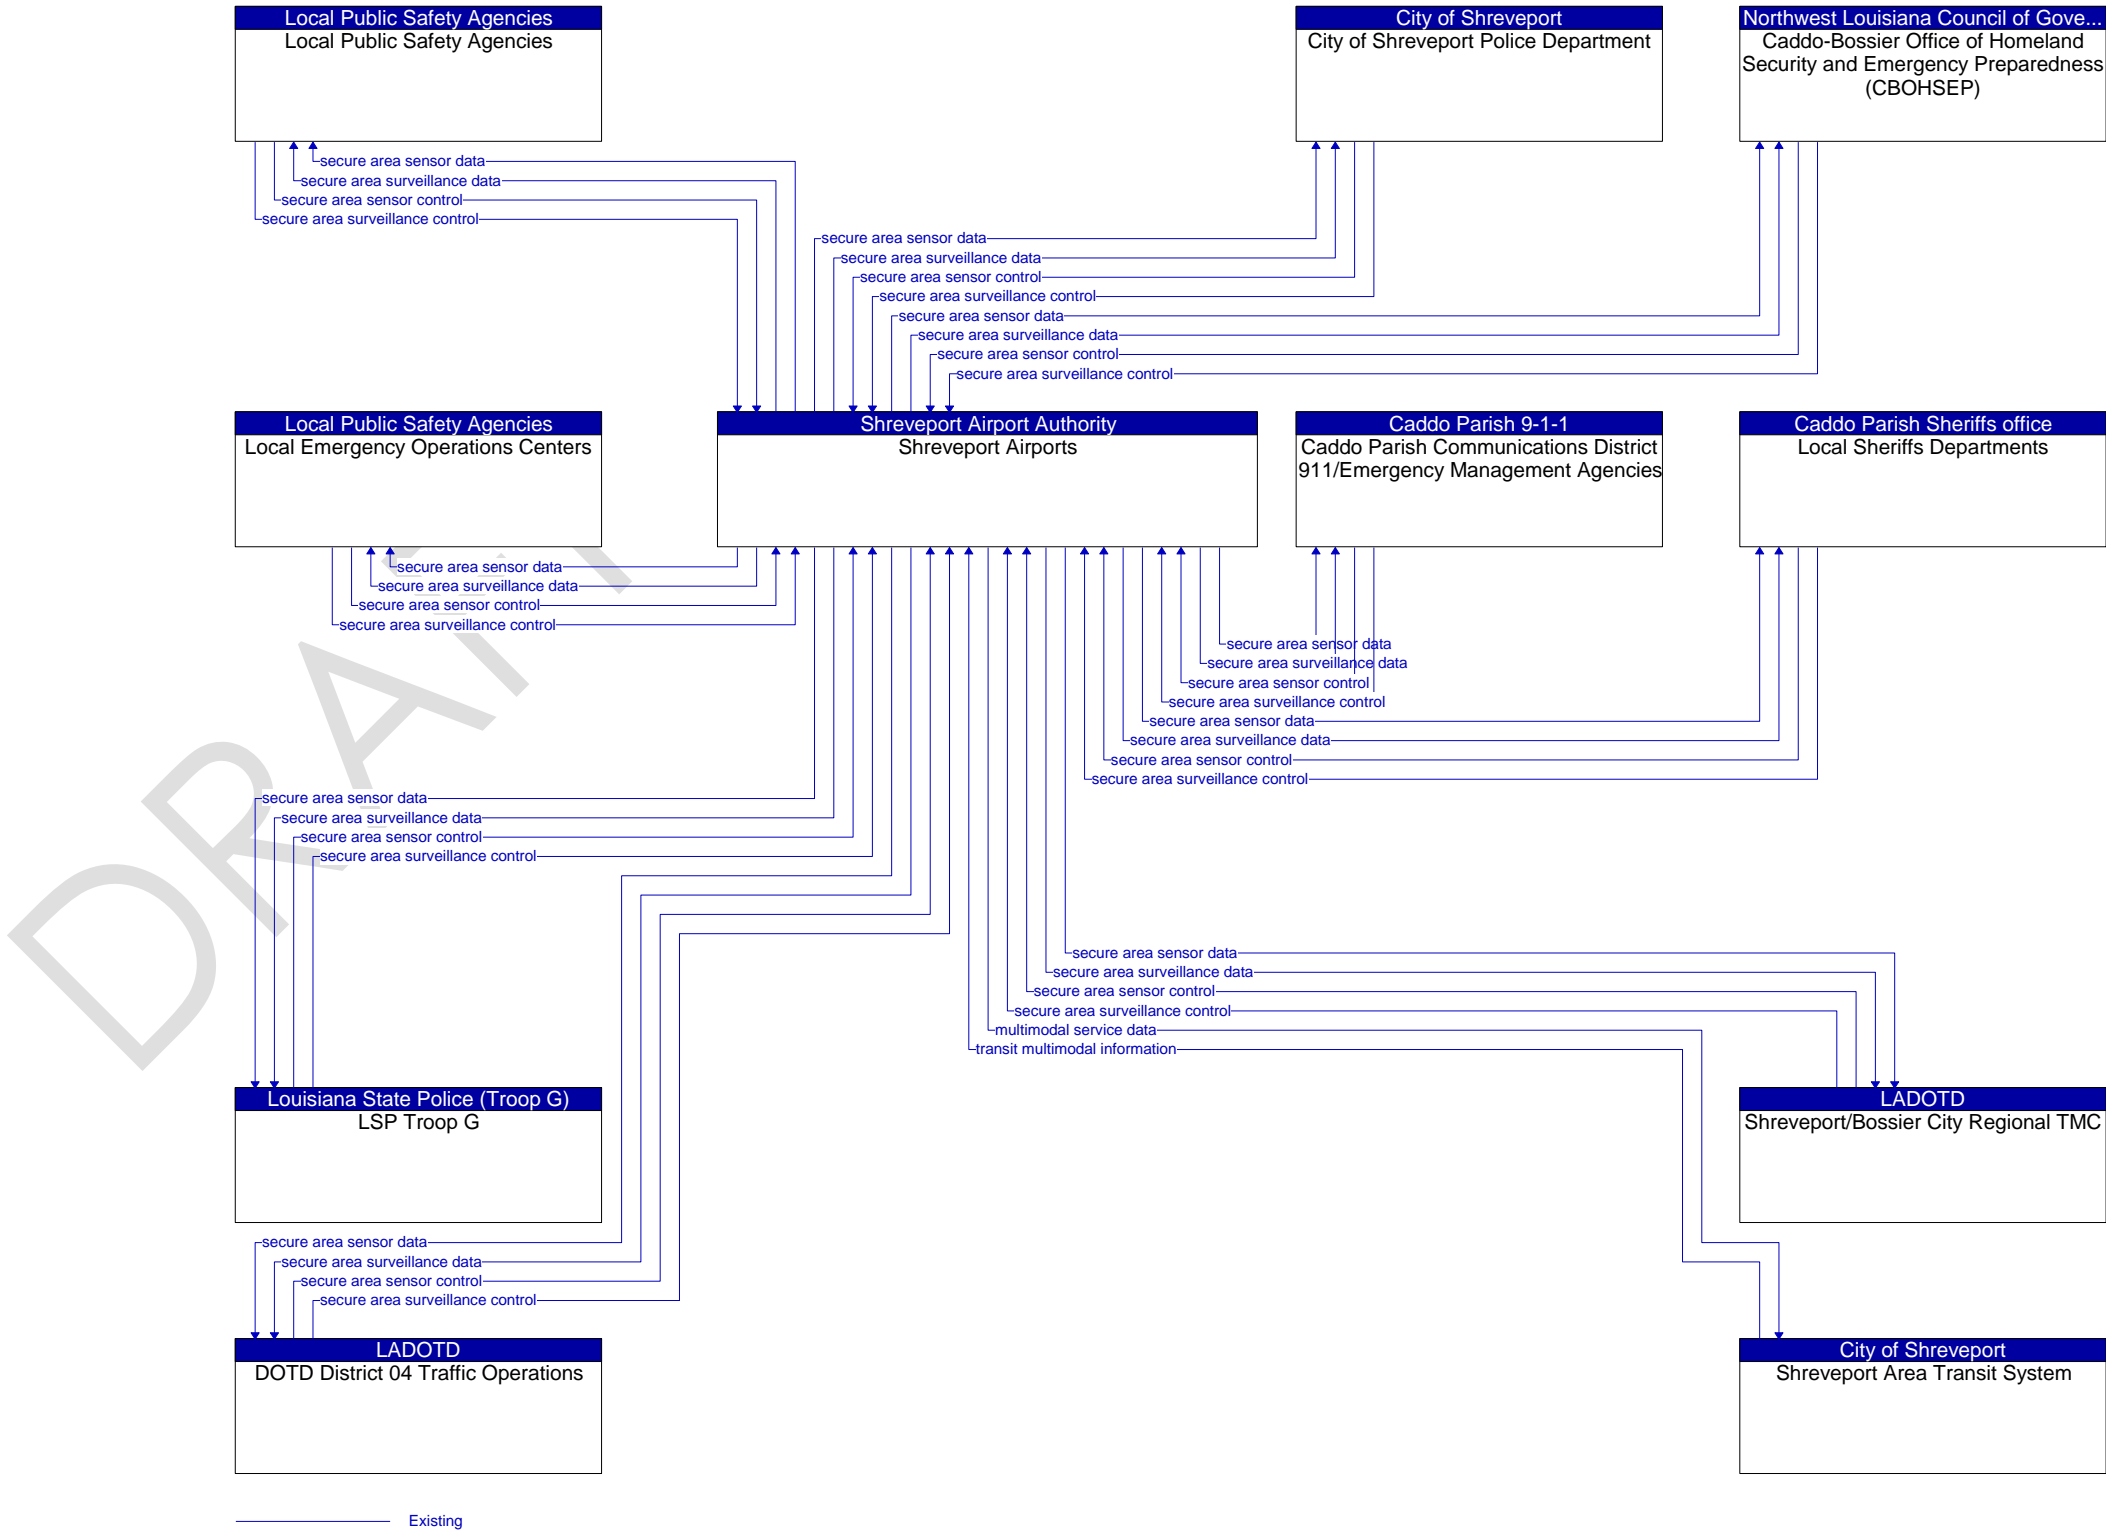 Local Public Safety Agencies
Local Public Safety Agencies
City of Shreveport
City of Shreveport Police Department
Northwest Louisiana Council of Gove...
Caddo-Bossier Office of Homeland
Security and Emergency Preparedness
(CBOHSEP)
secure area sensor data
secure area surveillance data
secure area sensor control
secure area surveillance control
secure area sensor data
secure area surveillance data
secure area sensor control
secure area surveillance control
secure area sensor data
secure area surveillance data
secure area sensor control
secure area surveillance control
Local Public Safety Agencies
Local Emergency Operations Centers
Shreveport Airport Authority
Shreveport Airports
Caddo Parish 9-1-1
Caddo Parish Communications District
911/Emergency Management Agencies
Caddo Parish Sheriffs office
Local Sheriffs Departments
secure area sensor data
secure area surveillance data
secure area sensor control
secure area surveillance control
secure area sensor data
secure area surveillance data
secure area sensor control
secure area surveillance control
secure area sensor data
secure area surveillance data
secure area sensor control
secure area surveillance control
secure area sensor data
secure area surveillance data
secure area sensor control
secure area surveillance control
secure area sensor data
secure area surveillance data
secure area sensor control
secure area surveillance control
multimodal service data
transit multimodal information
Louisiana State Police (Troop G)
LSP Troop G
LADOTD
Shreveport/Bossier City Regional TMC
secure area sensor data
secure area surveillance data
secure area sensor control
secure area surveillance control
LADOTD
DOTD District 04 Traffic Operations
City of Shreveport
Shreveport Area Transit System
Existing
DRAFT